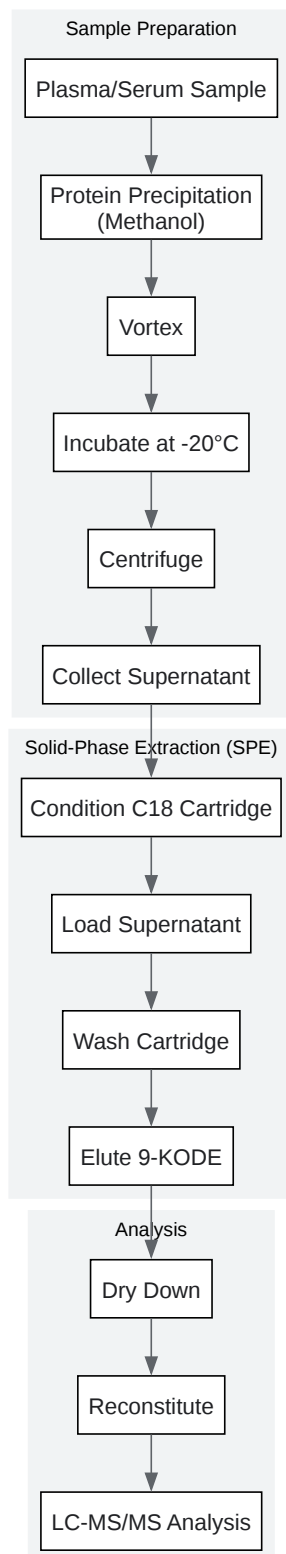 Sample Preparation
Plasma/Serum Sample
Protein Precipitation
(Methanol)
Vortex
Incubate at -20°C
Centrifuge
Collect Supernatant
Solid-Phase Extraction (SPE)
Condition C18 Cartridge
Load Supernatant
Wash Cartridge
Elute 9-KODE
Analysis
Dry Down
Reconstitute
LC-MS/MS Analysis